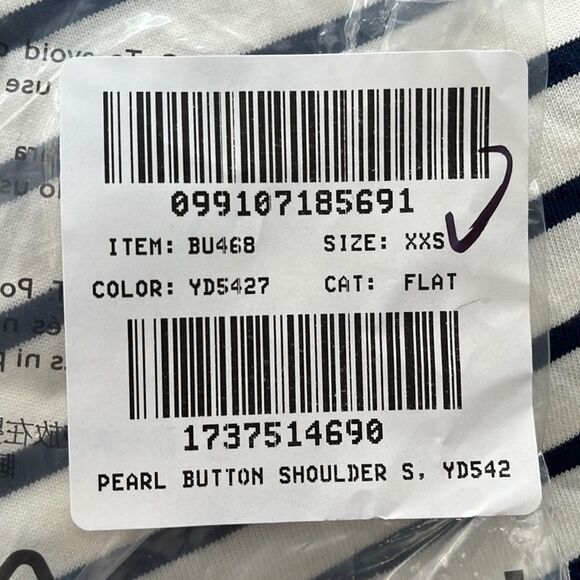 099107185691
ITEM: BU468 SIZE: XXS
COLOR: YD5427 CAT: FLAT
1737514690
PEARL BUTTON SHOULDER S, YD542